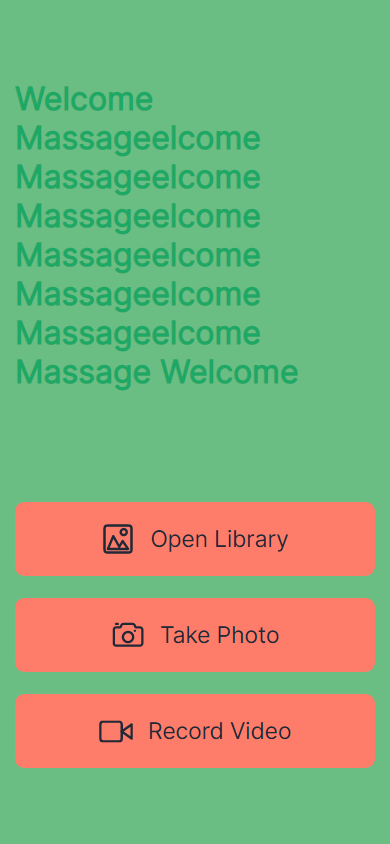 Welcome
Massageelcome
Massageelcome
Massageelcome
Massageelcome
Massageelcome
Massageelcome
Massage Welcome
Open Library
Take Photo
Record Video